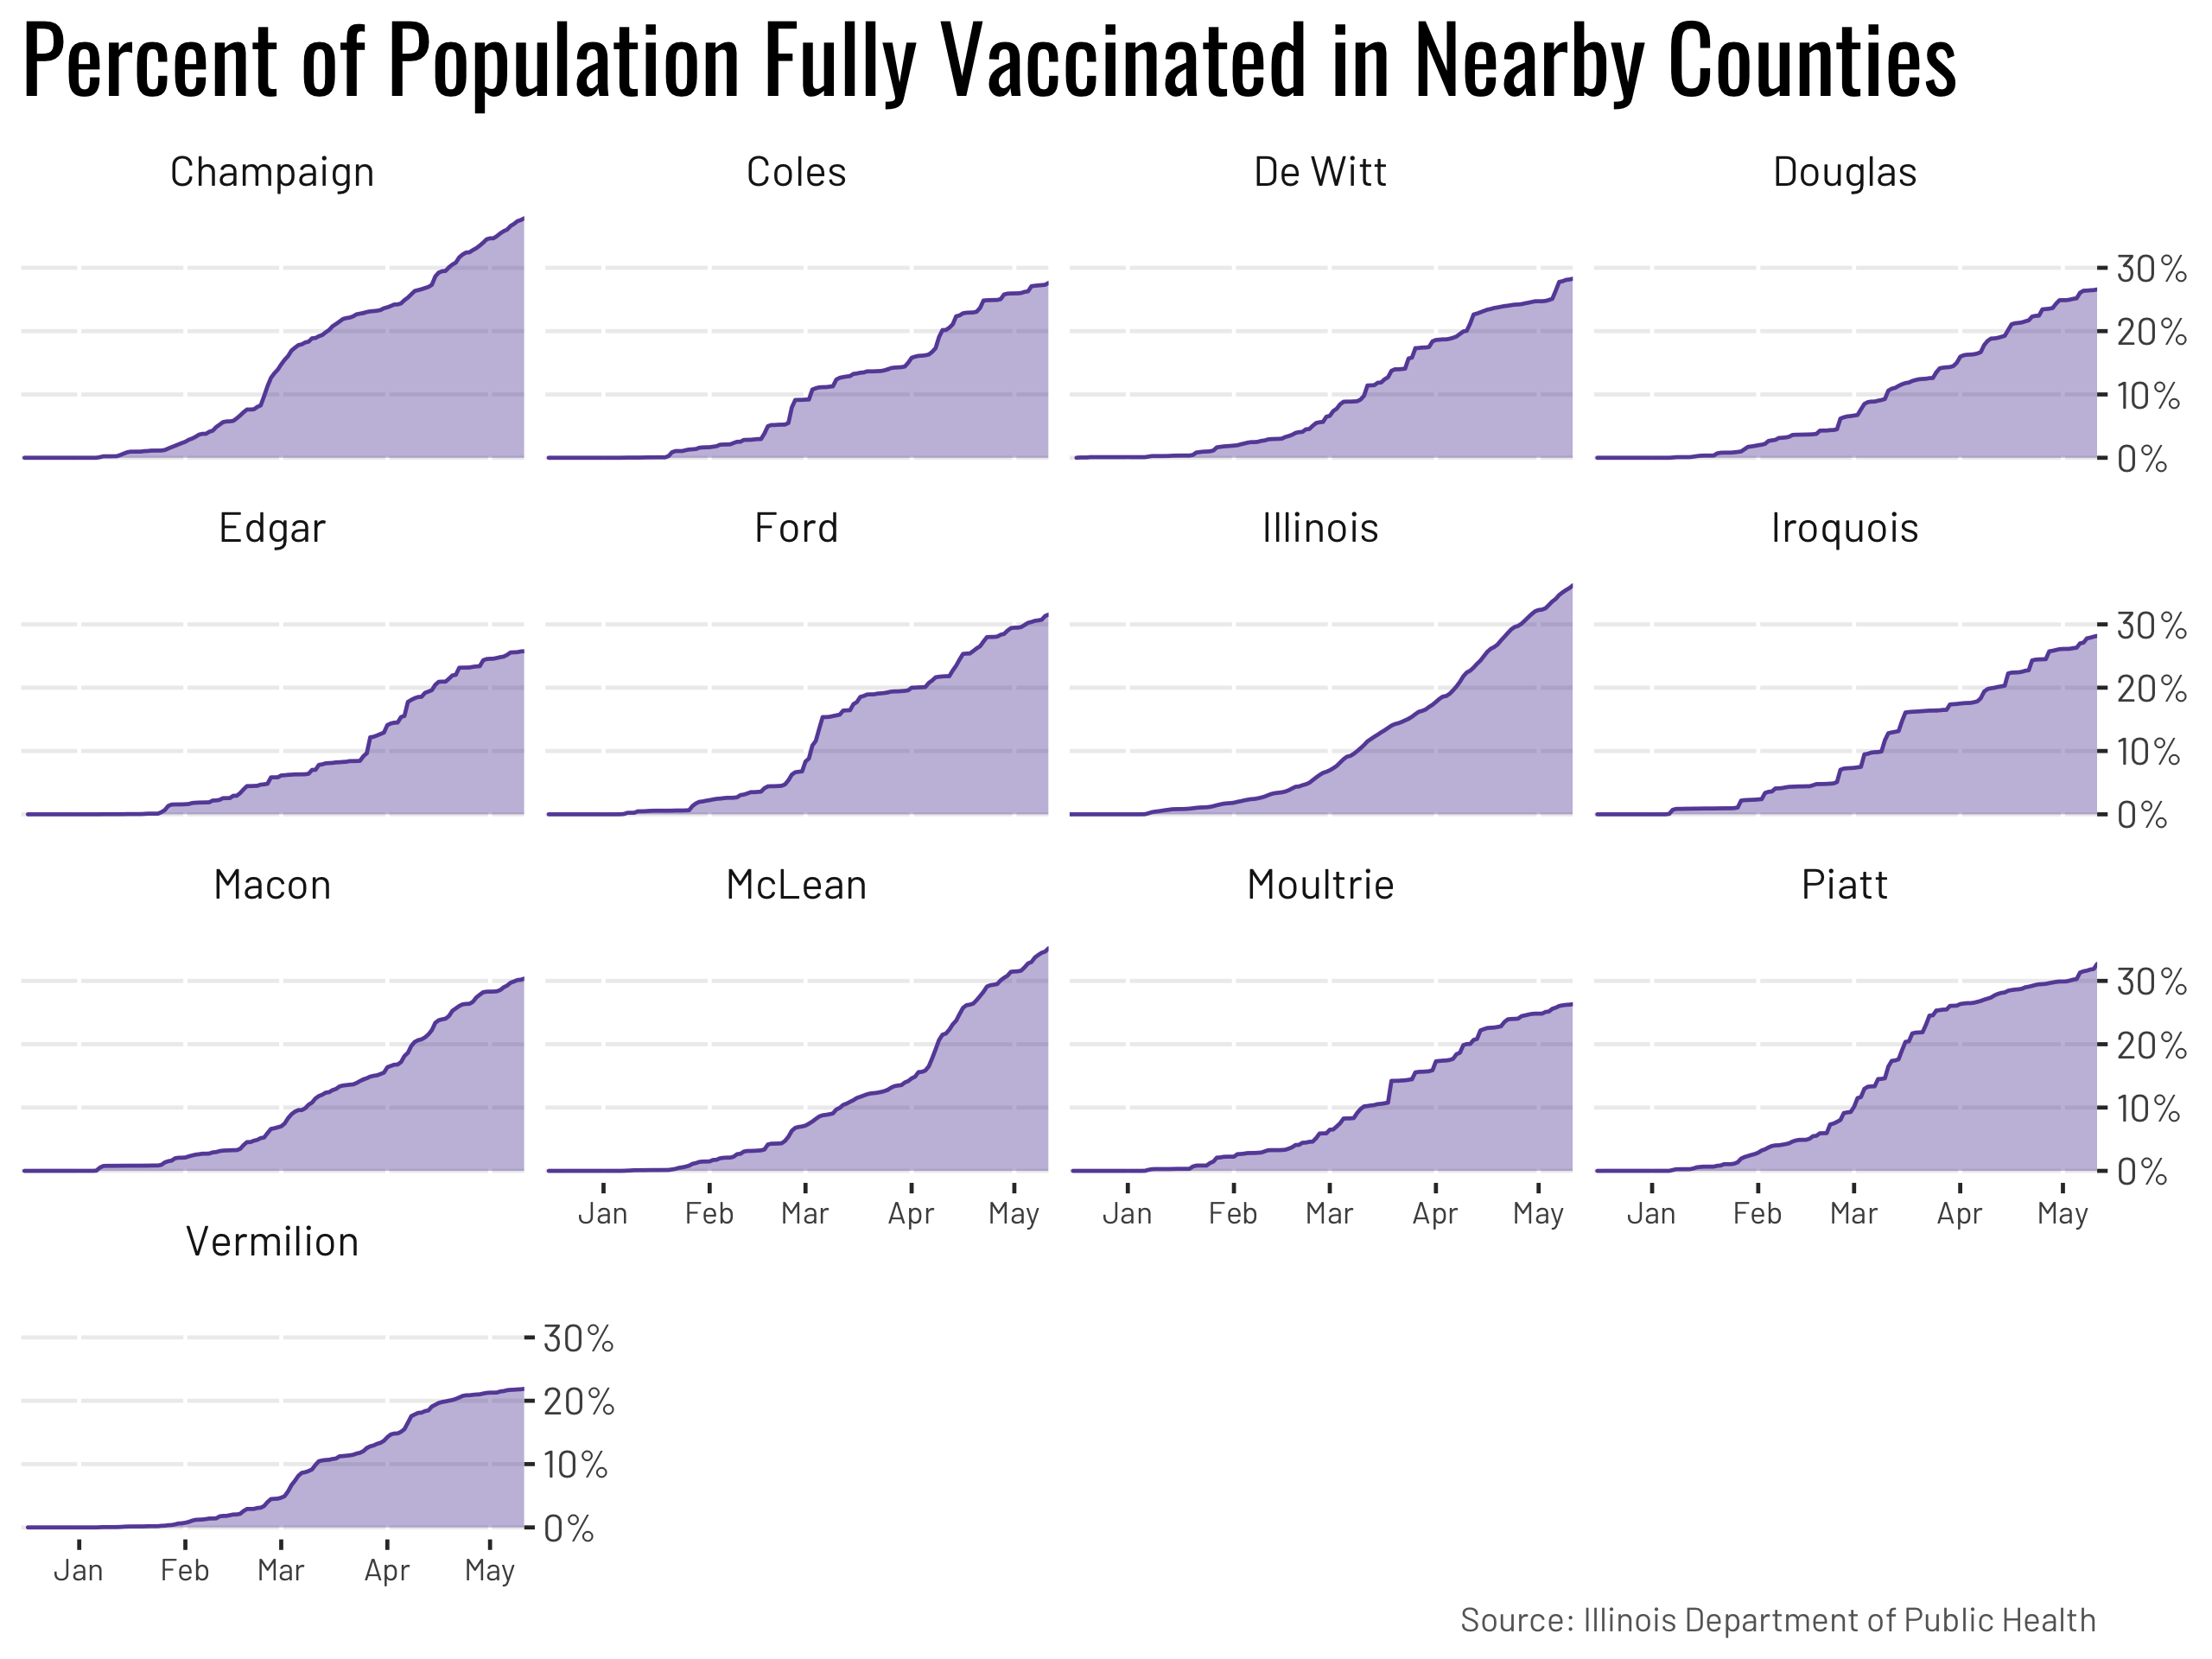 Percent of Population Fully Vaccinated in Nearby Counties
Champaign Coles De Witt Douglas
30%
20%
10%
0%
Edgar Ford Illinois Iroquois
30%
20%
10%
0%
Macon McLean Moultrie Piatt
30%
20%
10%
0%
Jan Feb Mar Apr May Jan Feb Mar Apr May Jan Feb Mar Apr May
Vermilion
30%
20%
10%
0%
Jan Feb Mar Apr May
Source: Illinois Department of Public Health